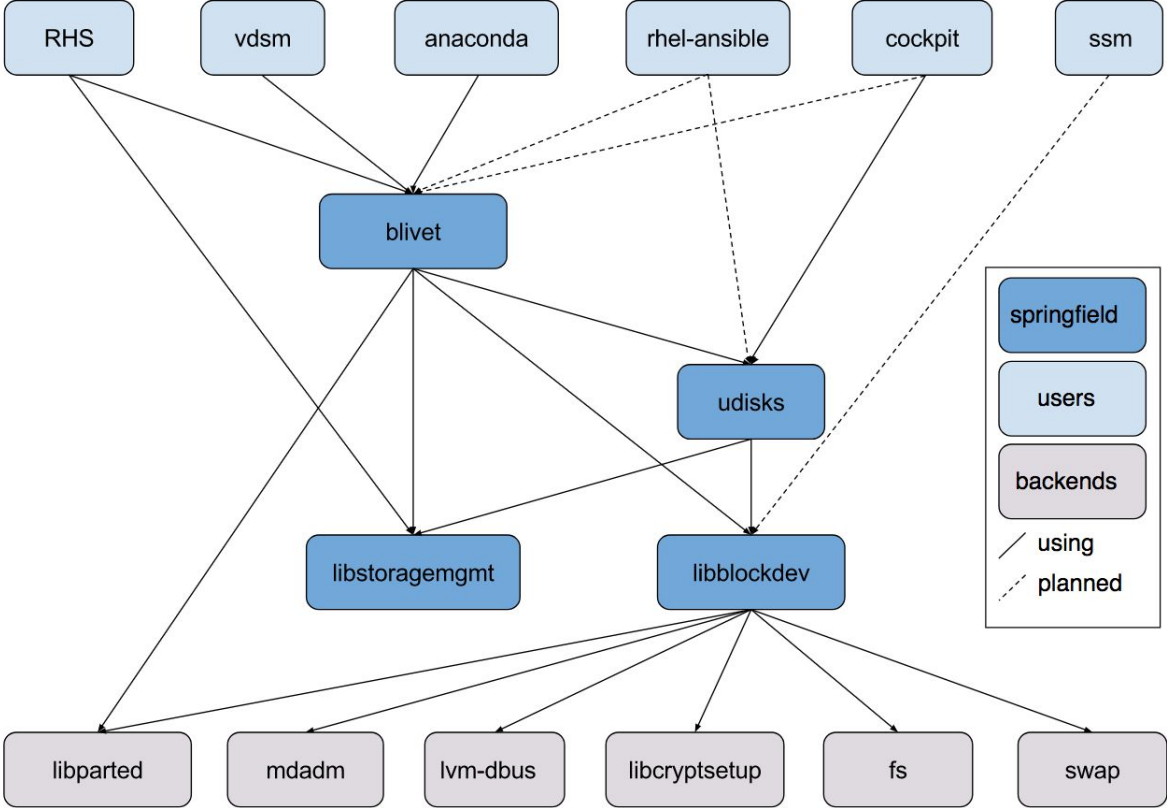 RHS
vdsm
anaconda
rhel-ansible
cockpit
ssm
blivet
springfield
udisks
users
backends
using
libstoragemgmt
libblockdev
planned
libparted
mdadm
lvm-dbus
libcryptsetup
fs
swap